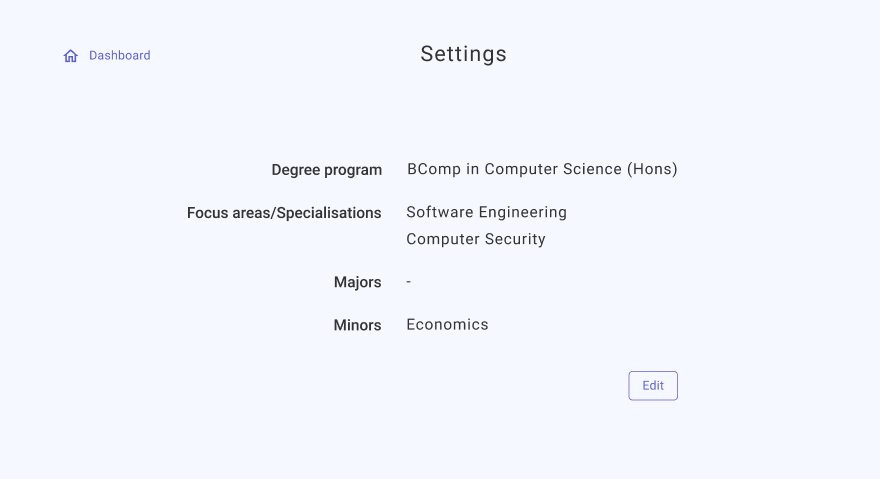 Dashboard
Settings
Degree program BComp in Computer Science (Hons)
Focus areas/Specialisations Software Engineering
Computer Security
Majors -
Minors Economics
Edit